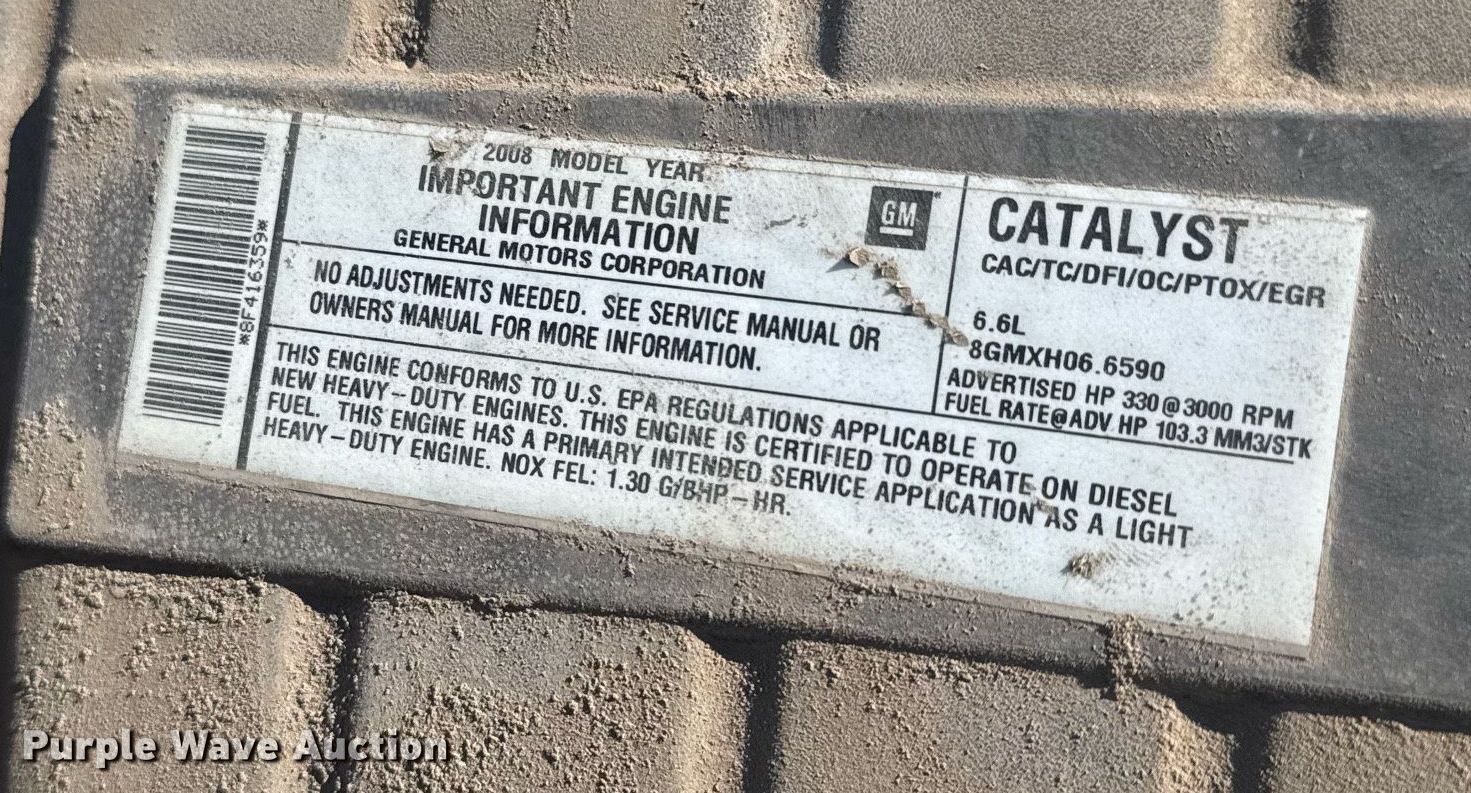 2008 MODEL YEAR
IMPORTANT ENGINE
INFORMATION
GENERAL MOTORS CORPORATION
GM*
NO ADJUSTMENTS NEEDED. SEE SERVICE MANUAL OR
OWNERS MANUAL FOR MORE INFORMATION.
CATALYST
CAC/TC/DFI/OC/PTOX/EGR
6.6L
8GMXH06.6590
ADVERTISED HP 330@3000 RPM
FUEL RATE@ADV HP 103.3 MM3/STK
THIS ENGINE CONFORMS TO U.S. EPA REGULATIONS APPLICABLE TO
NEW HEAVY-DUTY ENGINES. THIS ENGINE IS CERTIFIED TO OPERATE ON DIESEL
FUEL. THIS ENGINE HAS A PRIMARY INTENDED SERVICE APPLICATION AS A LIGHT
HEAVY-DUTY ENGINE. NOX FEL: 1.30 G/BHP-HR.
*8F416359*
Purple Wave Auction